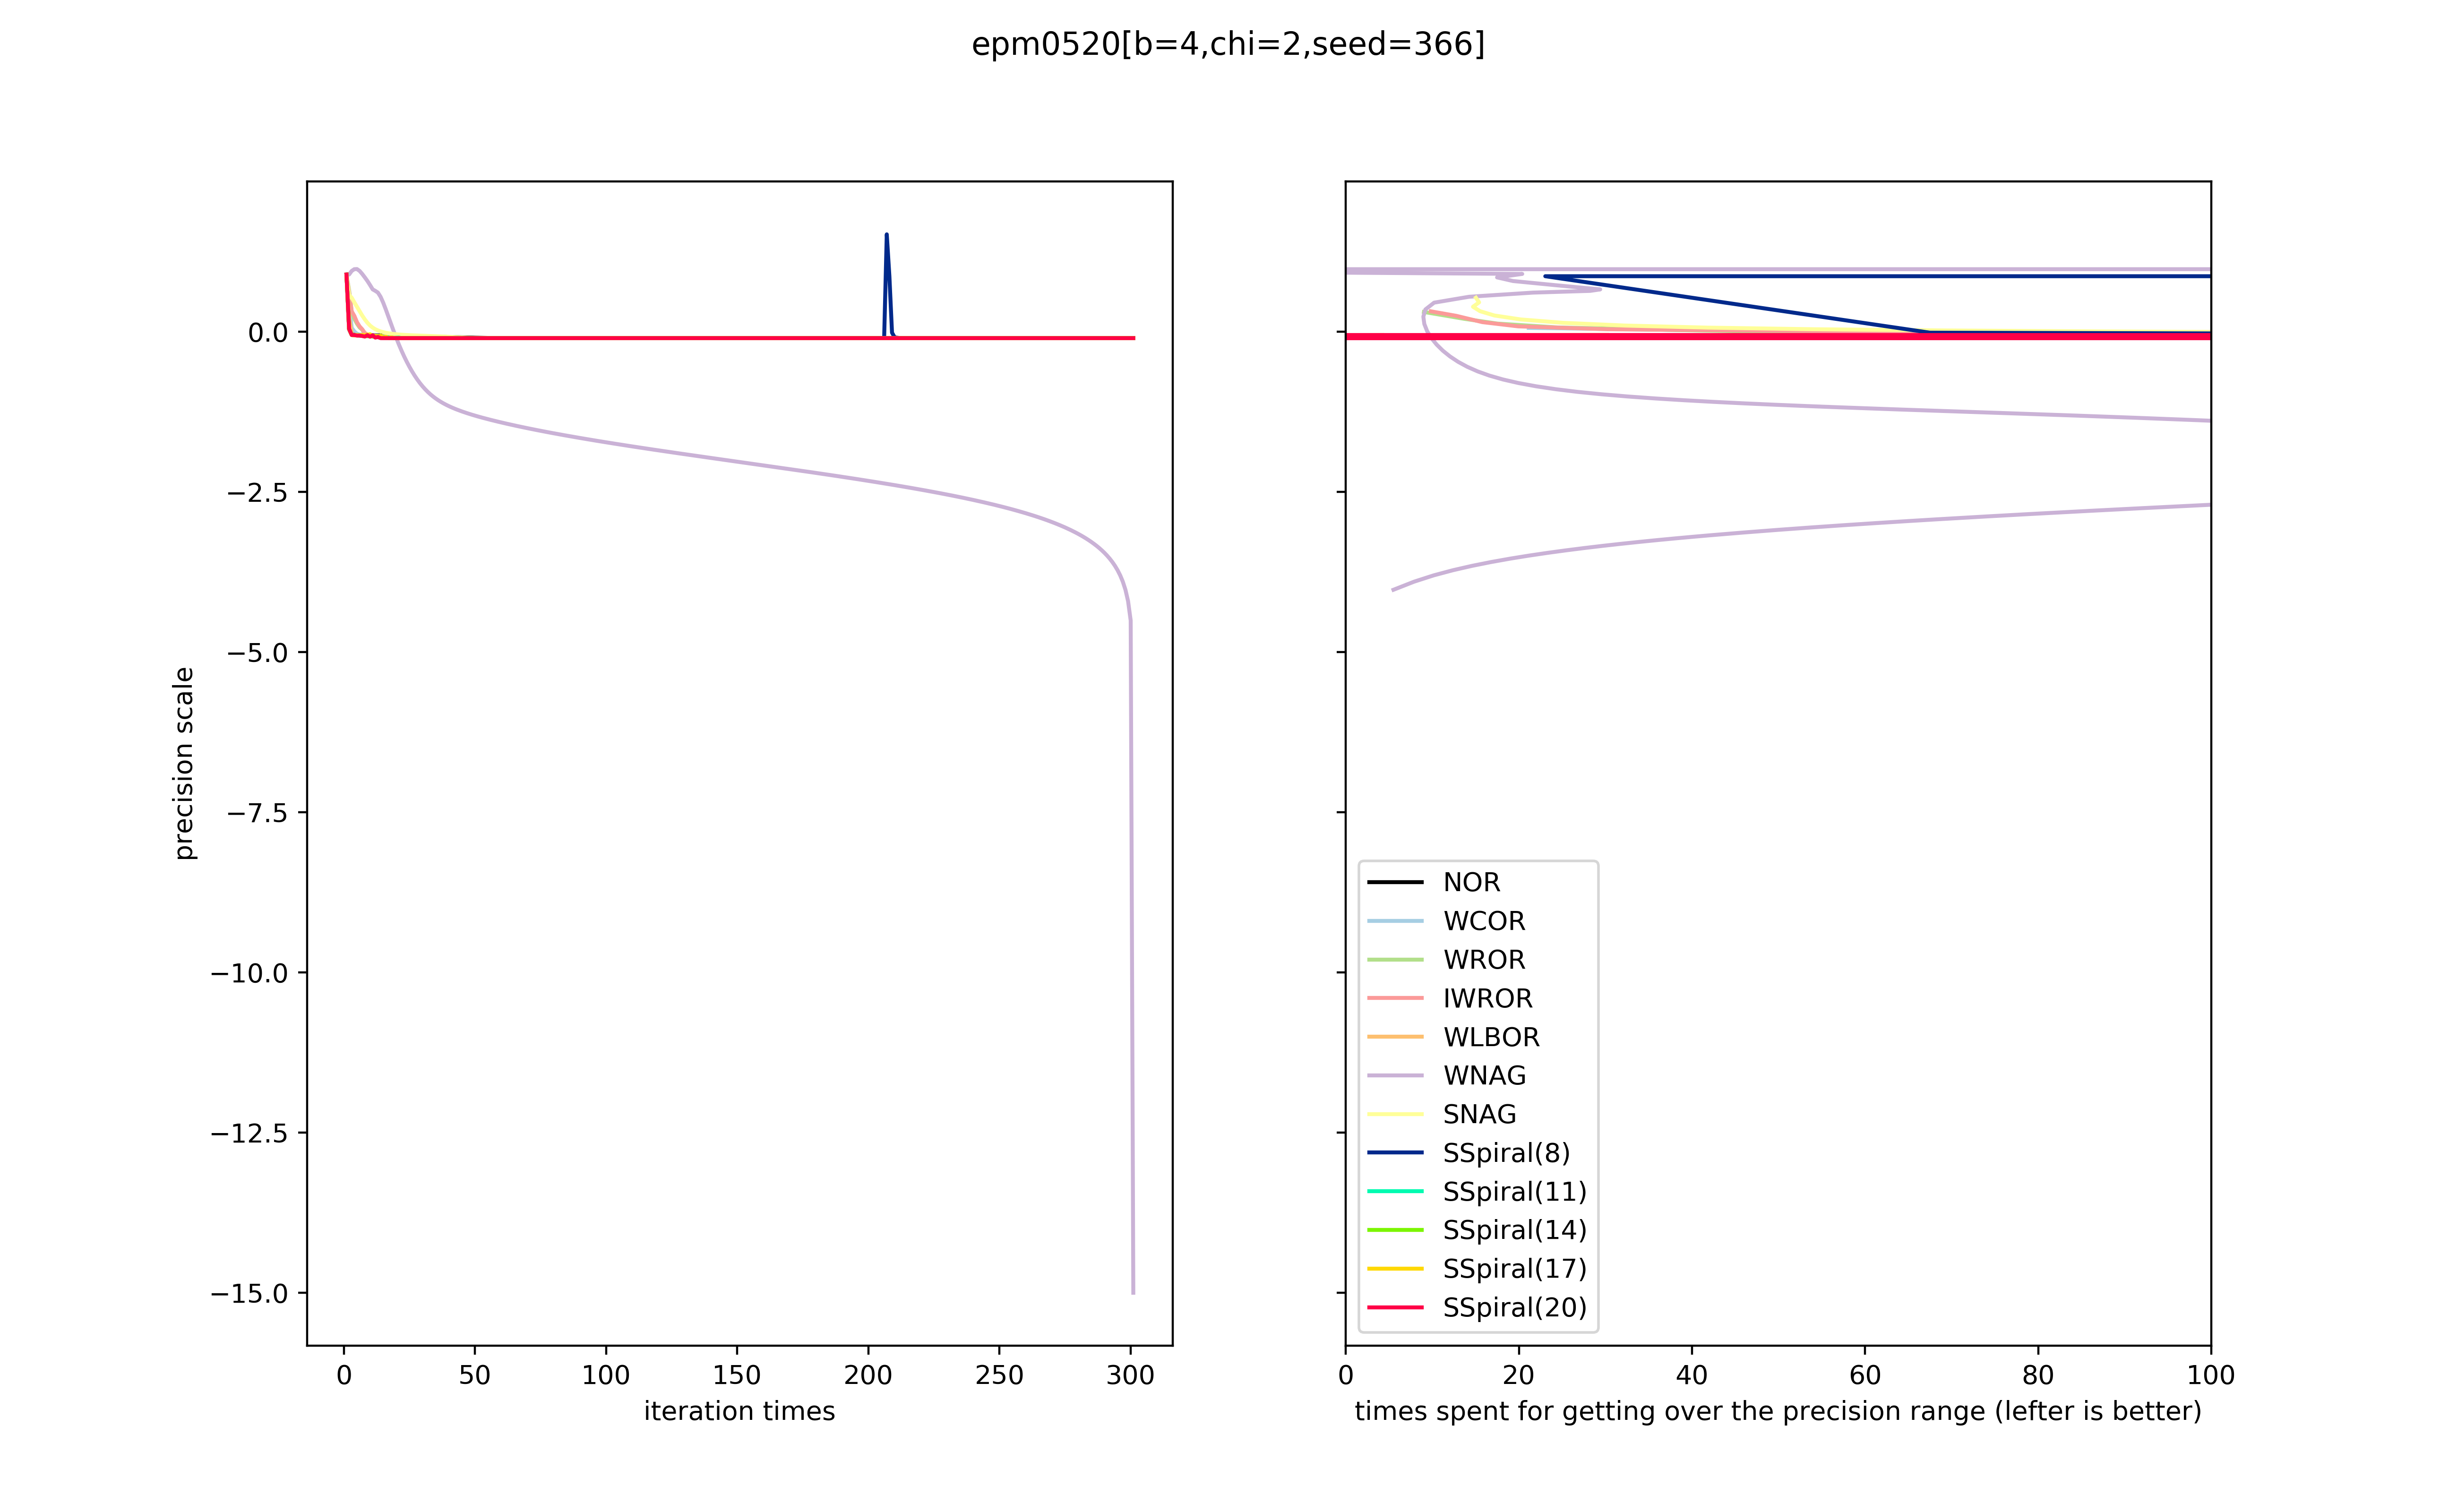 epm0520[b=4,chi=2,seed=366]
precision scale
0.0
−2.5
−5.0
−7.5
−10.0
−12.5
−15.0
0 50 100 150 200 250 300
iteration times
NOR
WCOR
WROR
IWROR
WLBOR
WNAG
SNAG
SSpiral(8)
SSpiral(11)
SSpiral(14)
SSpiral(17)
SSpiral(20)
0 20 40 60 80 100
times spent for getting over the precision range (lefter is better)